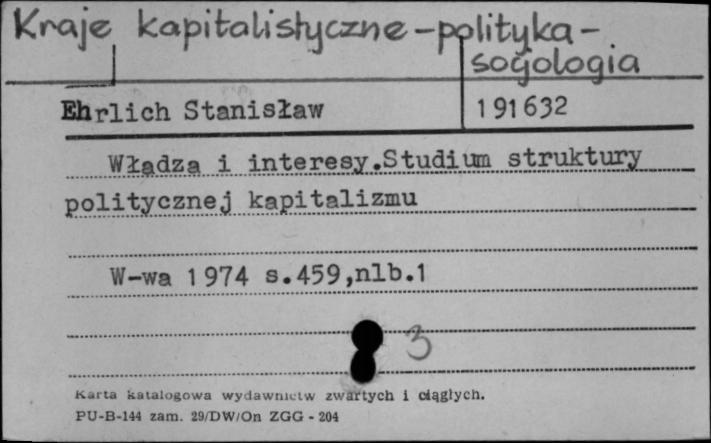 Kraje kapitalistyczne - polityka -
socjologia
Ehrlich Stanisław 191632
Władza i interesy.Studium struktury
politycznej kapitalizmu
W-wa 1974 s.459,nlb.1
3
Karta katalogowa wydawnictw zwartych i ciągłych.
PU-B-144 zam. 29/DW/On ZGG - 204